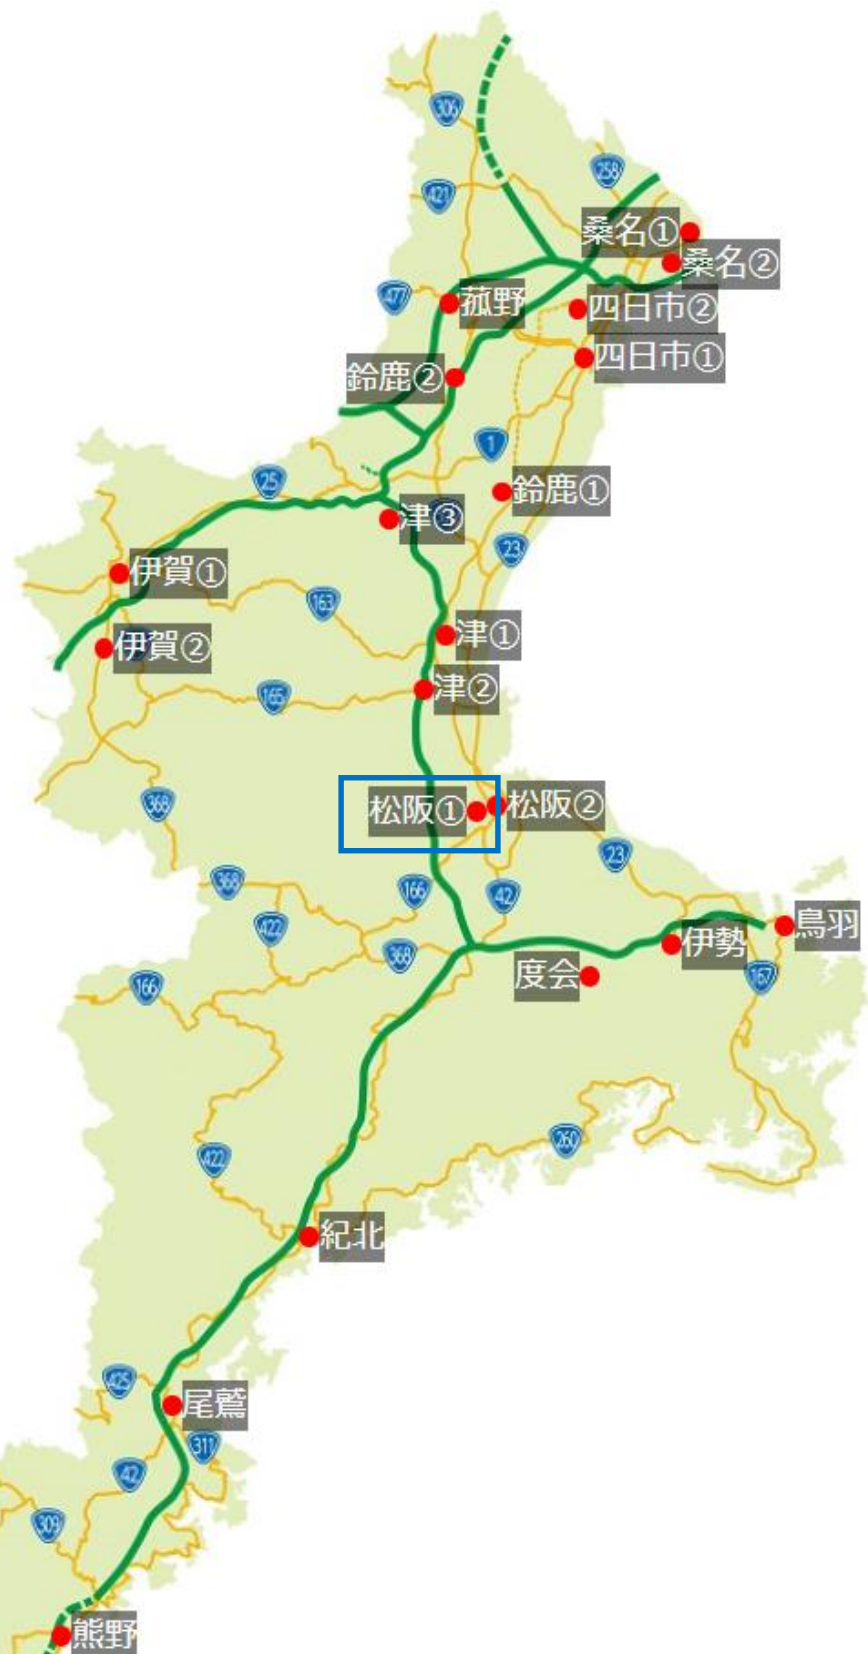 306
258
421
桑名①
桑名②
477
菰野
四日市②
四日市①
鈴鹿②
1
25
鈴鹿①
津③
23
伊賀①
163
津①
伊賀②
津②
165
368
松阪①
松阪②
23
368
166
42
422
鳥羽
伊勢
368
度会
167
166
260
422
紀北
425
尾鷲
311
42
309
熊野